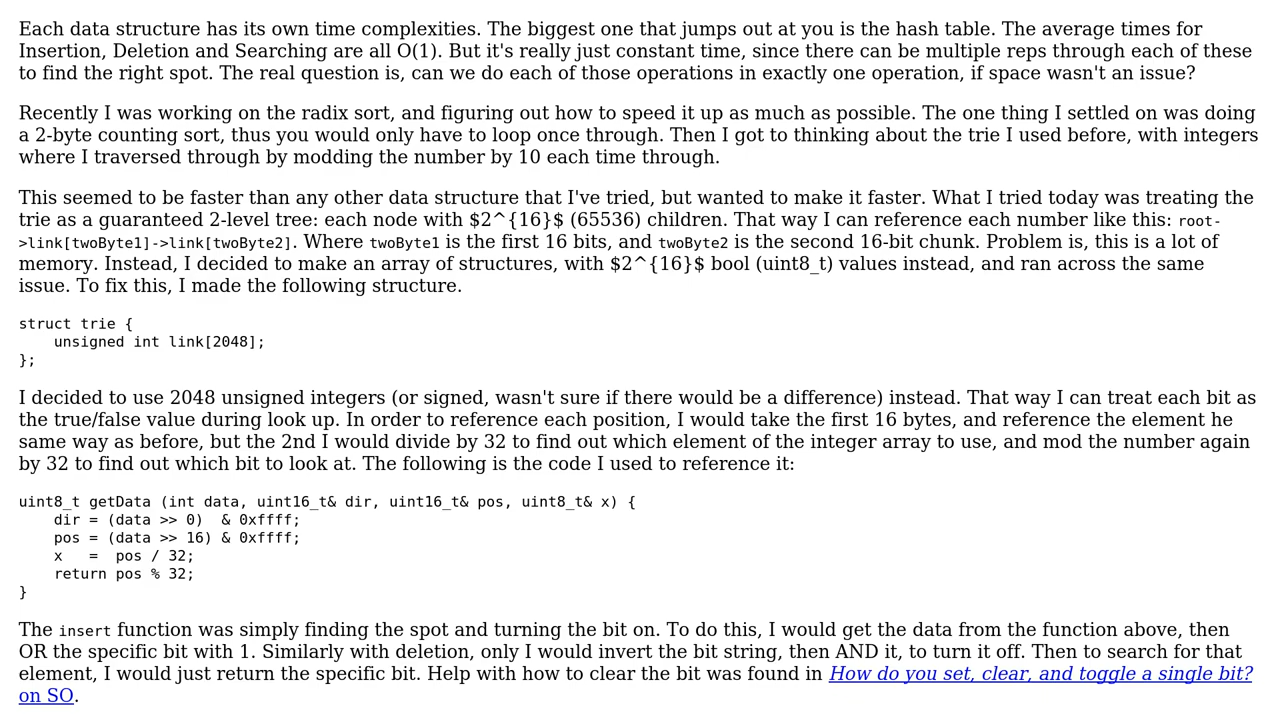 Each data structure has its own time complexities. The biggest one that jumps out at you is the hash table. The average times for
Insertion, Deletion and Searching are all O(1). But it's really just constant time, since there can be multiple reps through each of these
to find the right spot. The real question is, can we do each of those operations in exactly one operation, if space wasn't an issue?
Recently I was working on the radix sort, and figuring out how to speed it up as much as possible. The one thing I settled on was doing
a 2-byte counting sort, thus you would only have to loop once through. Then I got to thinking about the trie I used before, with integers
where I traversed through by modding the number by 10 each time through.
This seemed to be faster than any other data structure that I've tried, but wanted to make it faster. What I tried today was treating the
trie as a guaranteed 2-level tree: each node with $2^{16}$ (65536) children. That way I can reference each number like this: root-
>link[twoByte1]->link[twoByte2]. Where twoByte1 is the first 16 bits, and twoByte2 is the second 16-bit chunk. Problem is, this is a lot of
memory. Instead, I decided to make an array of structures, with $2^{16}$ bool (uint8_t) values instead, and ran across the same
issue. To fix this, I made the following structure.
struct trie {
    unsigned int link[2048];
};
I decided to use 2048 unsigned integers (or signed, wasn't sure if there would be a difference) instead. That way I can treat each bit as
the true/false value during look up. In order to reference each position, I would take the first 16 bytes, and reference the element he
same way as before, but the 2nd I would divide by 32 to find out which element of the integer array to use, and mod the number again
by 32 to find out which bit to look at. The following is the code I used to reference it:
uint8_t getData (int data, uint16_t& dir, uint16_t& pos, uint8_t& x) {
    dir = (data >> 0)  & 0xffff;
    pos = (data >> 16) & 0xffff;
    x   =  pos / 32;
    return pos % 32;
}
The insert function was simply finding the spot and turning the bit on. To do this, I would get the data from the function above, then
OR the specific bit with 1. Similarly with deletion, only I would invert the bit string, then AND it, to turn it off. Then to search for that
element, I would just return the specific bit. Help with how to clear the bit was found in How do you set, clear, and toggle a single bit?
on SO.